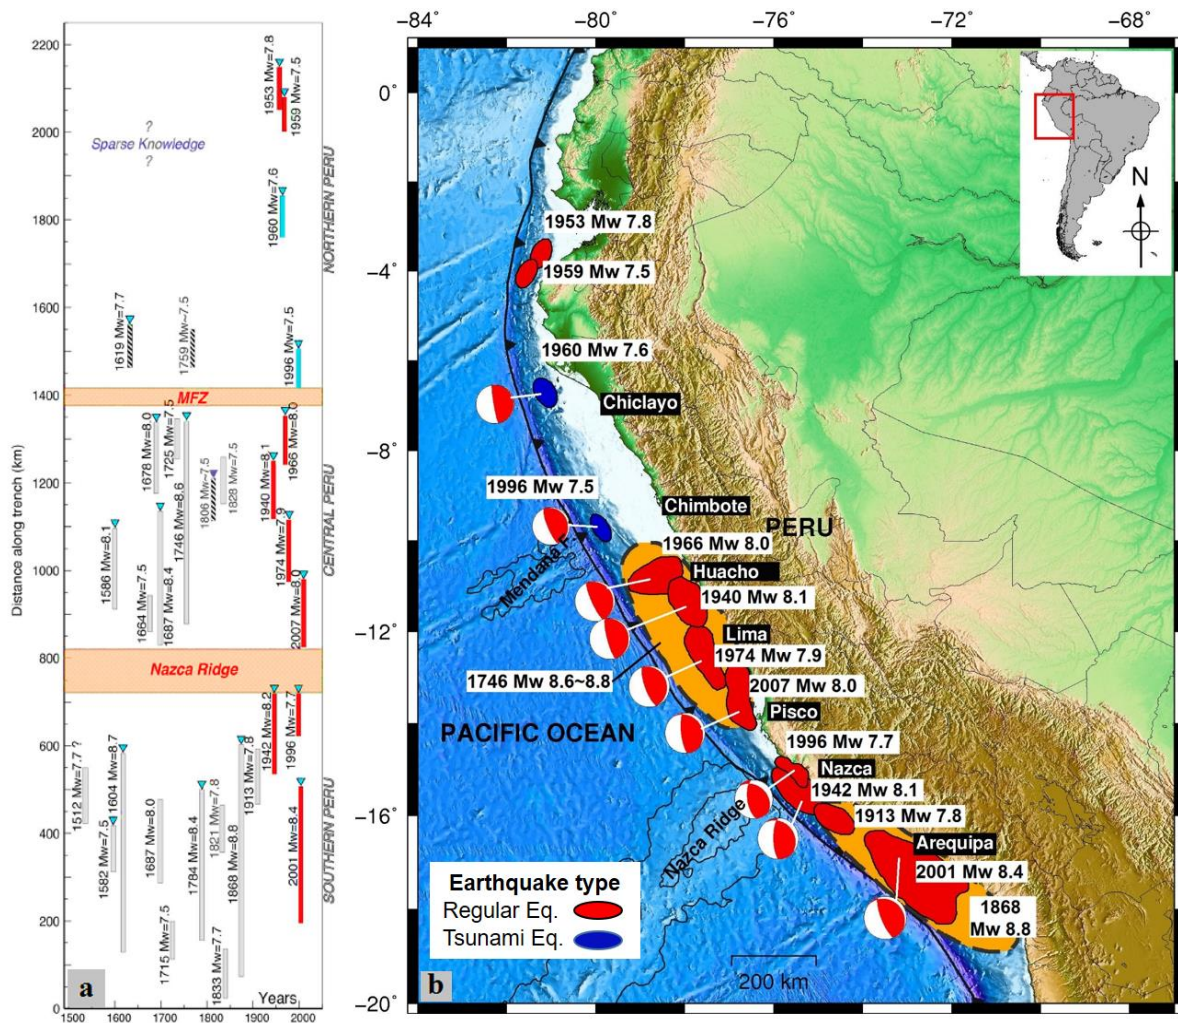 2200
2000
1800
1600
1400
1200
1000
800
600
400
200
0
Distance along trench (km)
1500
1600
1700
1800
1900
2000
Years
a
1953 Mw=7.8
1959 Mw=7.5
?
Sparse Knowledge
?
1960 Mw=7.6
NORTHERN PERU
1619 Mw=7.7
1759 Mw~7.5
1996 Mw=7.5
MFZ
1678 Mw=8.0
1725 Mw=7.5
1966 Mw=8.0
1940 Mw=8.1
1806 Mw~7.5
1828 Mw=7.5
1746 Mw=8.6
1586 Mw=8.1
1974 Mw=7.9
CENTRAL PERU
1664 Mw=7.5
1687 Mw=8.4
2007 Mw=8.0
Nazca Ridge
1942 Mw=8.2
1996 Mw=7.7
1512 Mw=7.7 ?
1604 Mw=8.7
1913 Mw=7.8
1582 Mw=7.5
1687 Mw=8.0
1784 Mw=8.4
1821 Mw=7.8
1868 Mw=8.8
2001 Mw=8.4
SOUTHERN PERU
1715 Mw=7.5
1833 Mw=7.7
−84°
−80°
−76°
−72°
−68°
0°
−4°
−8°
−12°
−16°
−20°
N
1953 Mw 7.8
1959 Mw 7.5
1960 Mw 7.6
Chiclayo
1996 Mw 7.5
Chimbote
PERU
1966 Mw 8.0
Mendana F.
Huacho
1940 Mw 8.1
Lima
1974 Mw 7.9
1746 Mw 8.6~8.8
2007 Mw 8.0
Pisco
PACIFIC OCEAN
1996 Mw 7.7
Nazca
1942 Mw 8.1
1913 Mw 7.8
Nazca Ridge
Arequipa
2001 Mw 8.4
1868
Mw 8.8
Earthquake type
Regular Eq.
Tsunami Eq.
200 km
b